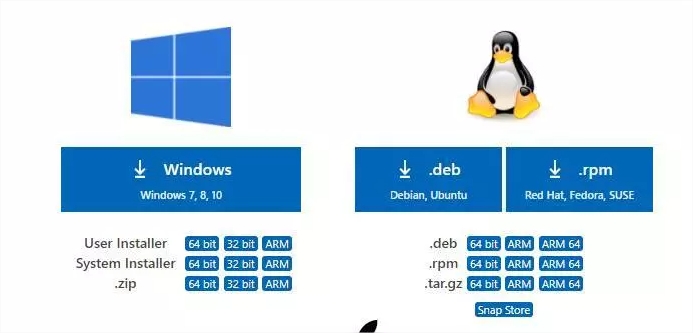 Windows
Windows 7, 8, 10
User Installer 64 bit 32 bit ARM
System Installer 64 bit 32 bit ARM
.zip 64 bit 32 bit ARM
.deb
Debian, Ubuntu
.rpm
Red Hat, Fedora, SUSE
.deb 64 bit ARM ARM 64
.rpm 64 bit ARM ARM 64
.tar.gz 64 bit ARM ARM 64
Snap Store